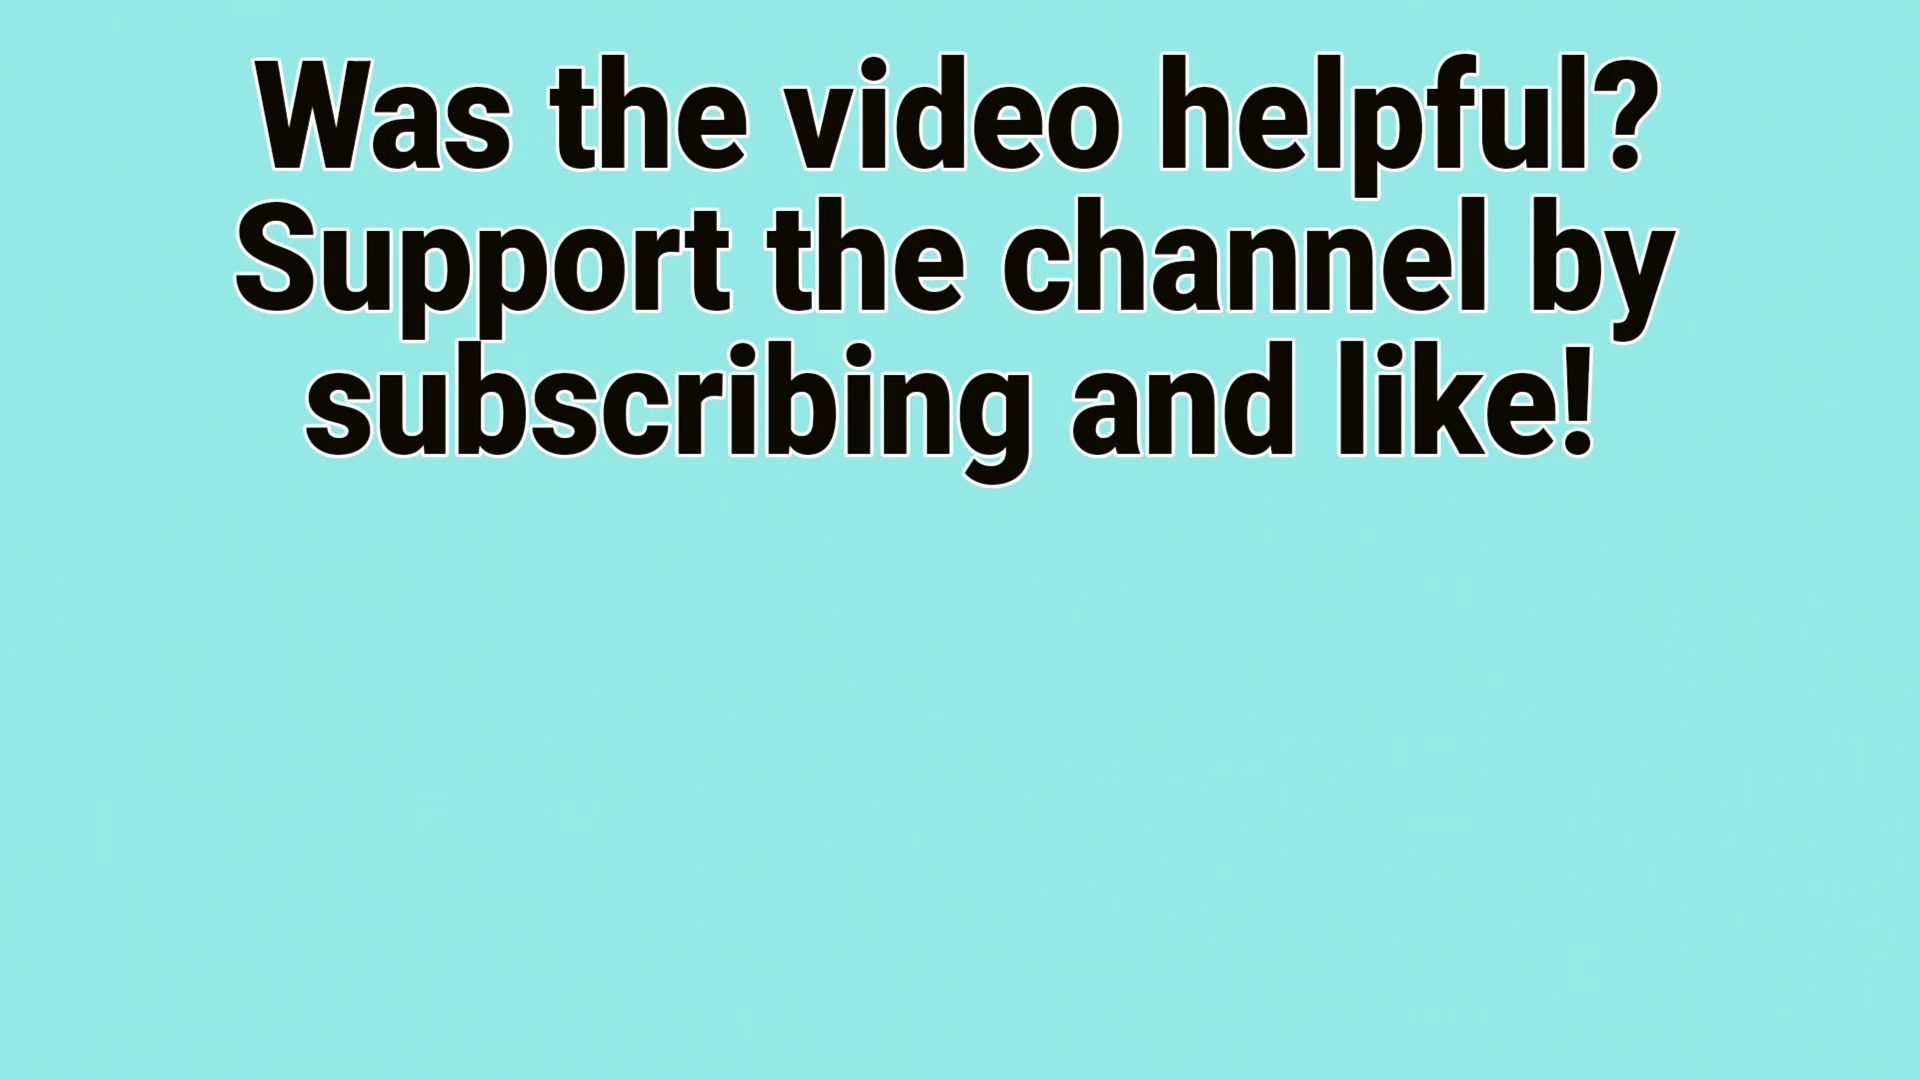 Was the video helpful?
Support the channel by
subscribing and like!